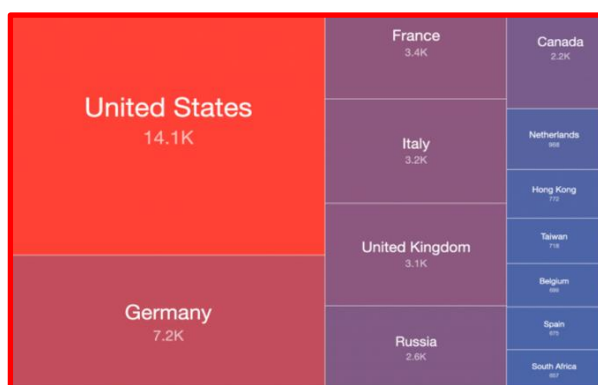 United States
14.1K
Germany
7.2K
France
3.4K
Italy
3.2K
United Kingdom
3.1K
Russia
2.6K
Canada
2.2K
Netherlands
Hong Kong
Taiwan
Belgium
Spain
South Africa